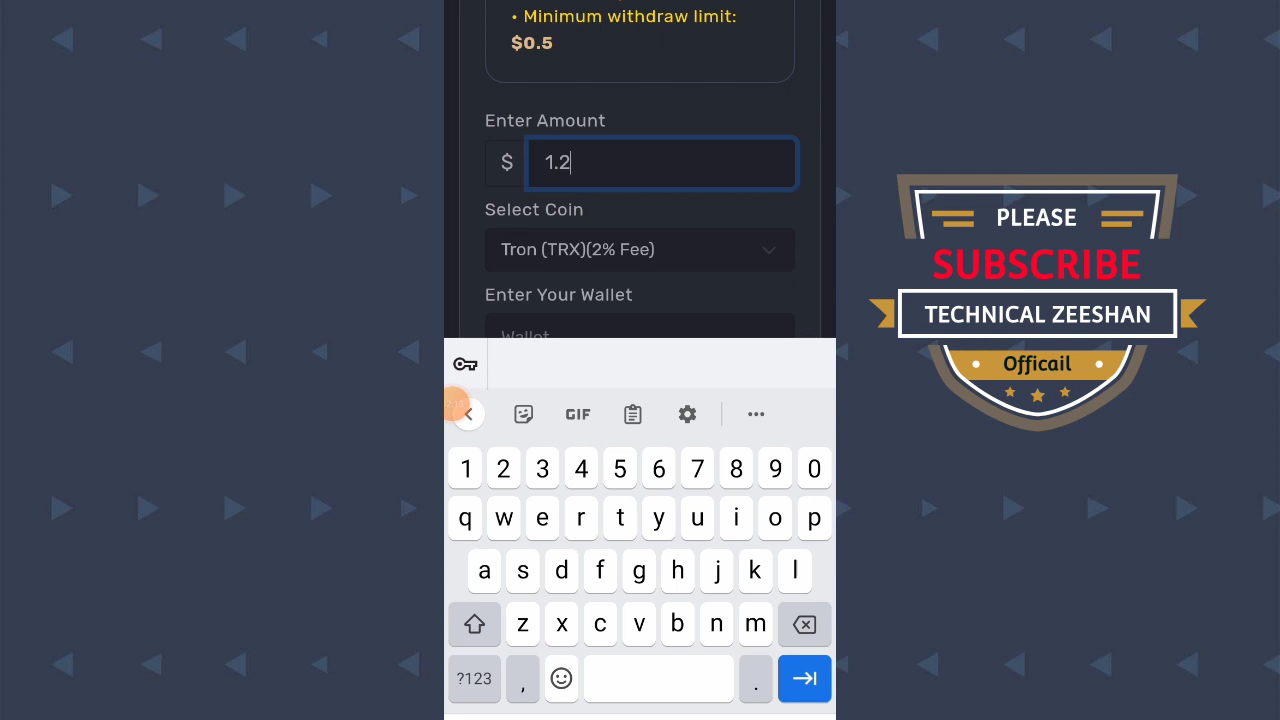 • Minimum withdraw limit:
$0.5
Enter Amount
$ 1.2
Select Coin
Tron (TRX)(2% Fee)
Enter Your Wallet
Wallet
GIF
1 2 3 4 5 6 7 8 9 0
q w e r t y u i o p
a s d f g h j k l
z x c v b n m
?123 , .
PLEASE
SUBSCRIBE
TECHNICAL ZEESHAN
Officail